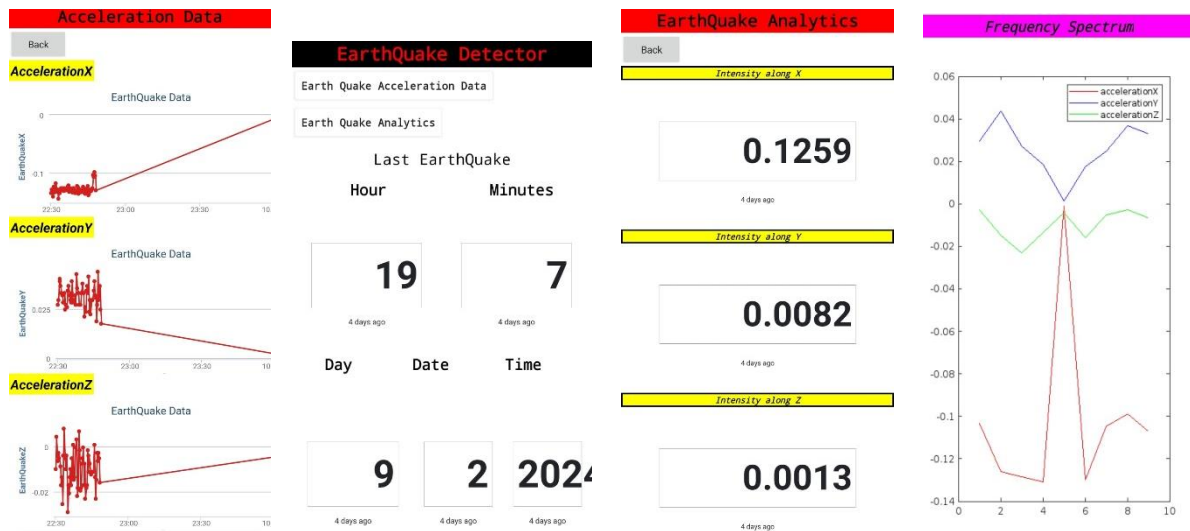 Acceleration Data
Back
AccelerationX
EarthQuake Data
0
-0.1
EarthQuakeX
22:30 23:00 23:30 10
AccelerationY
EarthQuake Data
0.025
0
EarthQuakeY
22:30 23:00 23:30 10.
AccelerationZ
EarthQuake Data
0
-0.02
EarthQuakeZ
22:30 23:00 23:30 10
EarthQuake Detector
Earth Quake Acceleration Data
Earth Quake Analytics
Last EarthQuake
Hour Minutes
19 7
4 days ago 4 days ago
Day Date Time
9 2 2024
4 days ago 4 days ago 4 days ago
EarthQuake Analytics
Back
Intensity along X
0.1259
4 days ago
Intensity along Y
0.0082
4 days ago
Intensity along Z
0.0013
4 days ago
Frequency Spectrum
accelerationX
accelerationY
accelerationZ
0.06
0.04
0.02
0
-0.02
-0.04
-0.06
-0.08
-0.1
-0.12
-0.14
0 2 4 6 8 10